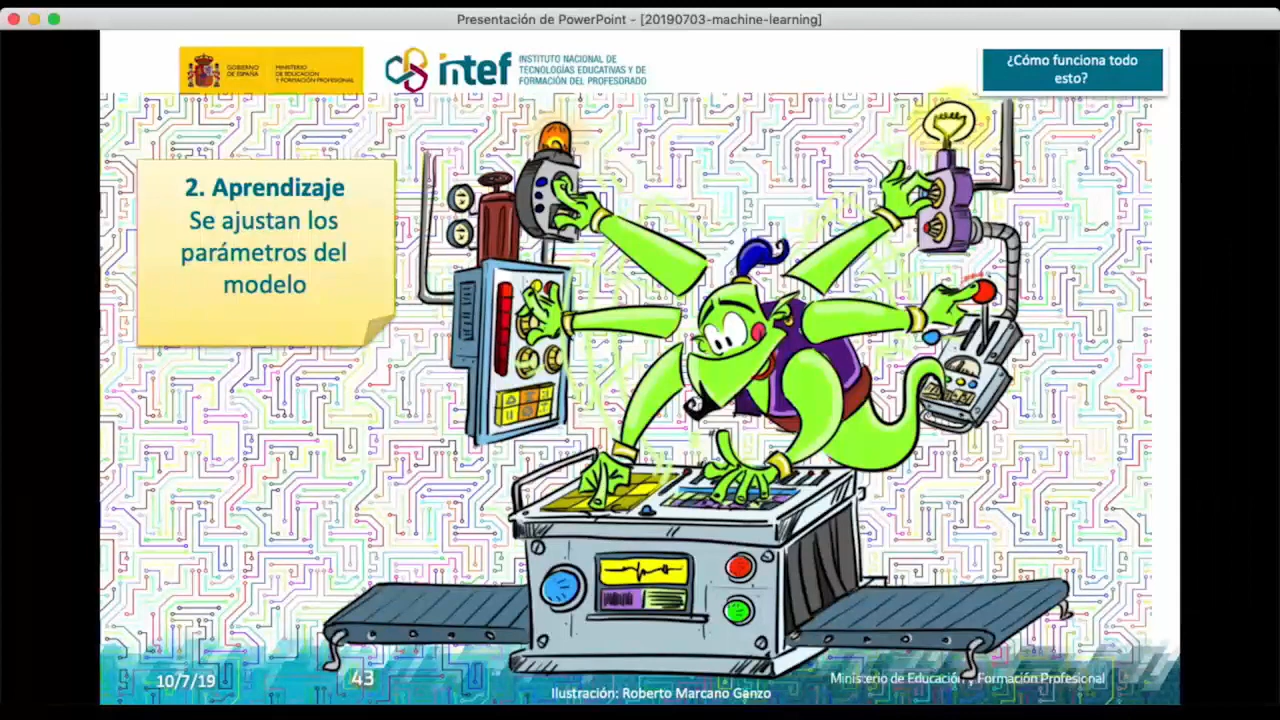 Presentación de PowerPoint - [20190703-machine-learning]
GOBIERNO
DE ESPAÑA
MINISTERIO
DE EDUCACIÓN
Y FORMACIÓN PROFESIONAL
intef
INSTITUTO NACIONAL DE
TECNOLOGÍAS EDUCATIVAS Y DE
FORMACIÓN DEL PROFESORADO
¿Cómo funciona todo
esto?
2. Aprendizaje
Se ajustan los
parámetros del
modelo
10/7/19
43
Ilustración: Roberto Marcano Ganzo
Ministerio de Educación y Formación Profesional